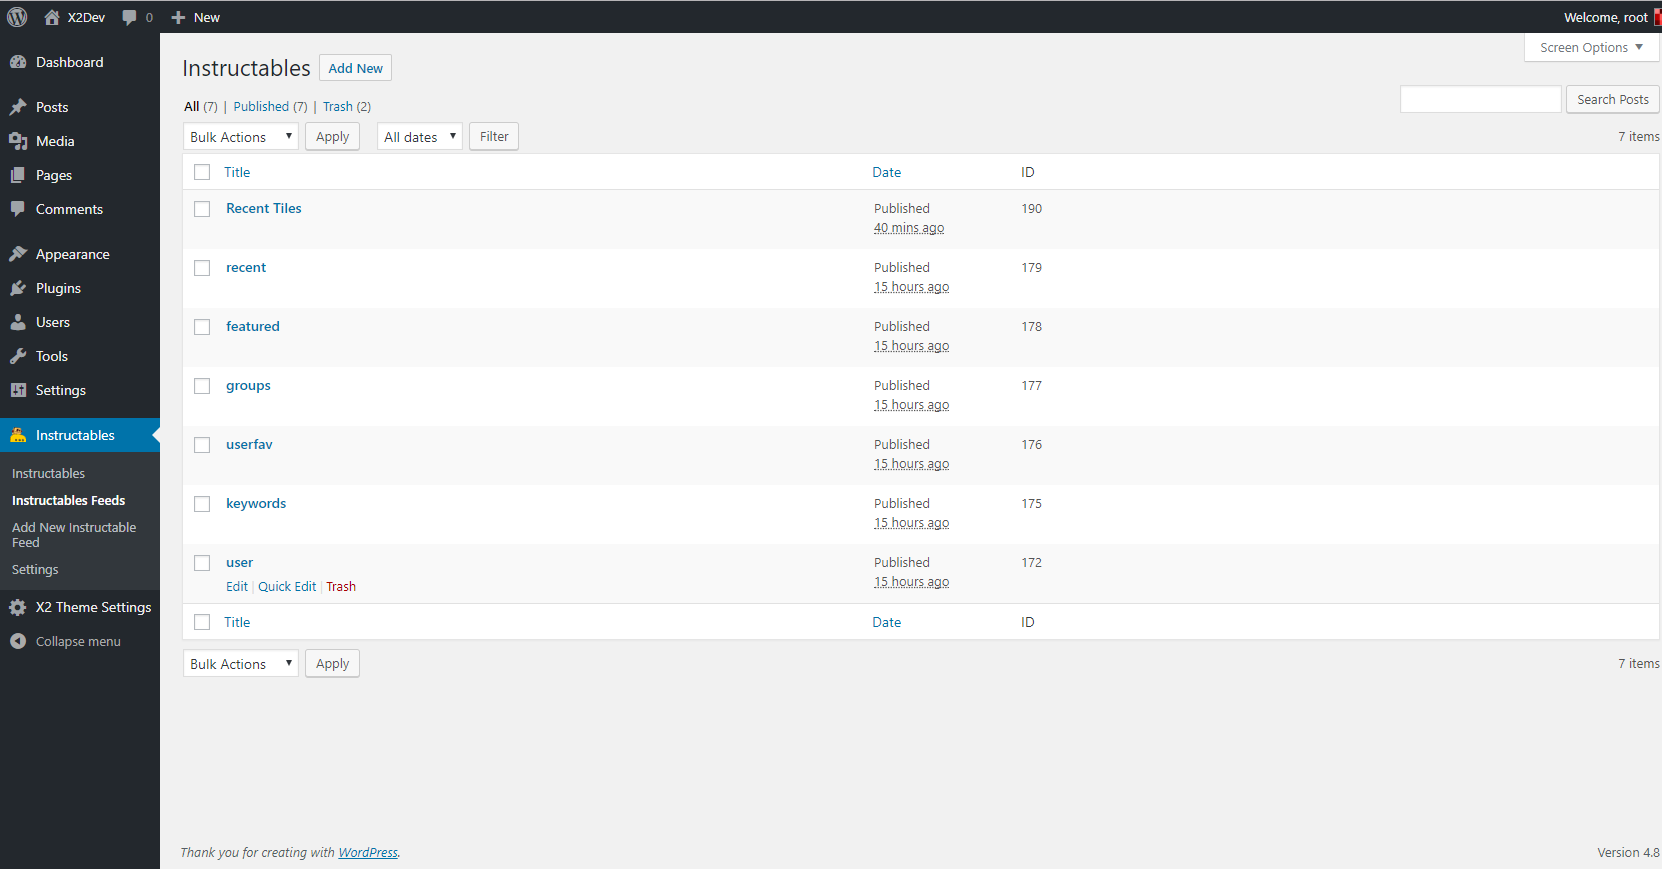 X2Dev 0 New Welcome, root
Screen Options
Dashboard
Posts
Media
Pages
Comments
Appearance
Plugins
Users
Tools
Settings
Instructables
Instructables
Instructables Feeds
Add New Instructable
Feed
Settings
X2 Theme Settings
Collapse menu
Instructables Add New
All (7) | Published (7) | Trash (2)
Search Posts
Bulk Actions Apply All dates Filter 7 items
Title Date ID
Recent Tiles Published 190
40 mins ago
recent Published 179
15 hours ago
featured Published 178
15 hours ago
groups Published 177
15 hours ago
userfav Published 176
15 hours ago
keywords Published 175
15 hours ago
user Published 172
Edit | Quick Edit | Trash 15 hours ago
Title Date ID
Bulk Actions Apply 7 items
Thank you for creating with WordPress. Version 4.8